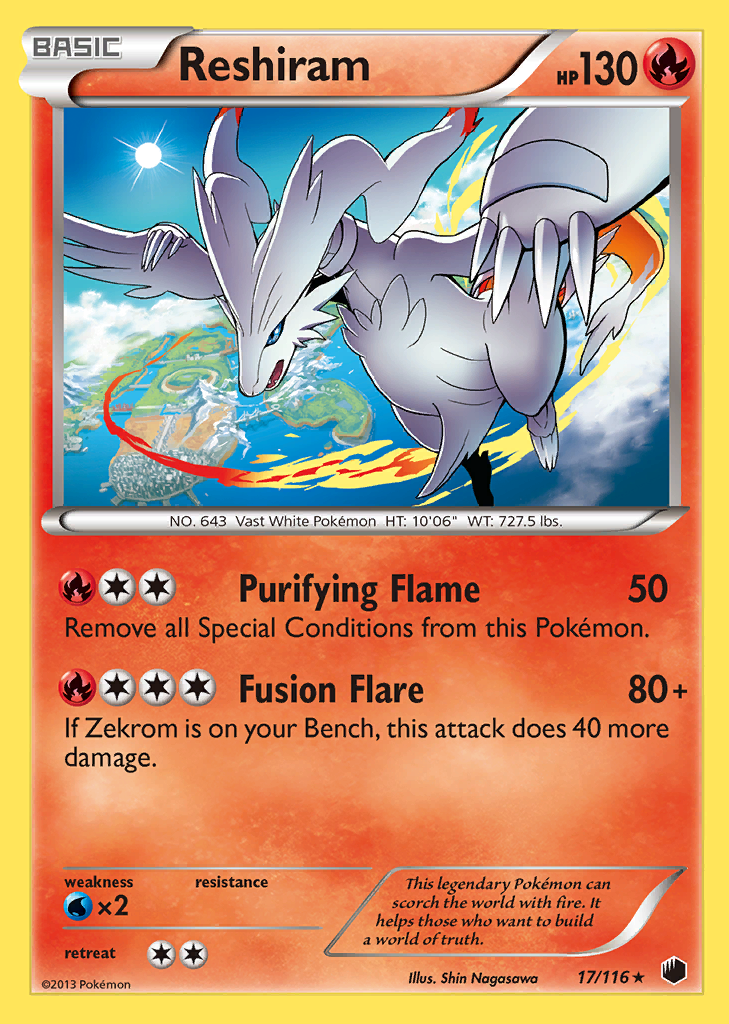 BASIC
Reshiram
HP130
NO. 643 Vast White Pokémon HT: 10'06" WT: 727.5 lbs.
Purifying Flame 50
Remove all Special Conditions from this Pokémon.
Fusion Flare 80+
If Zekrom is on your Bench, this attack does 40 more
damage.
weakness resistance
×2
retreat
This legendary Pokémon can
scorch the world with fire. It
helps those who want to build
a world of truth.
©2013 Pokémon
Illus. Shin Nagasawa 17/116 ★